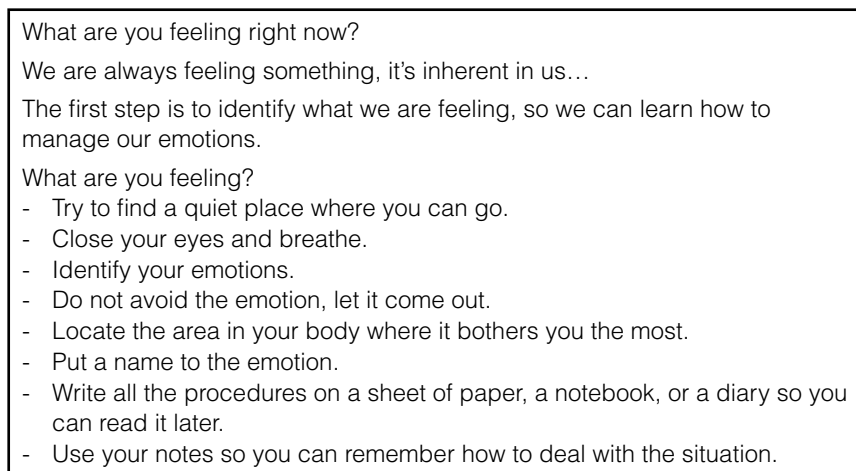 What are you feeling right now?
We are always feeling something, it's inherent in us…
The first step is to identify what we are feeling, so we can learn how to
manage our emotions.
What are you feeling?
- Try to find a quiet place where you can go.
- Close your eyes and breathe.
- Identify your emotions.
- Do not avoid the emotion, let it come out.
- Locate the area in your body where it bothers you the most.
- Put a name to the emotion.
- Write all the procedures on a sheet of paper, a notebook, or a diary so you
can read it later.
- Use your notes so you can remember how to deal with the situation.